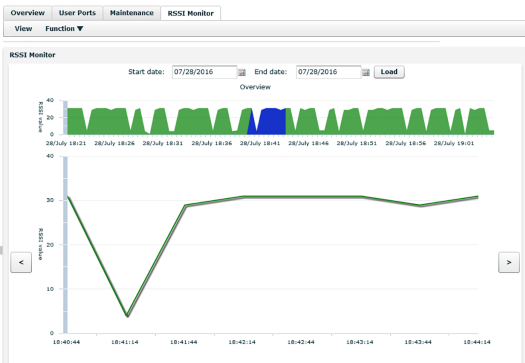 Overview User Ports Maintenance RSSI Monitor
View Function ▼
RSSI Monitor
Start date: 07/28/2016 End date: 07/28/2016 Load
Overview
RSSI value
40
20
0
28/July 18:21 28/July 18:26 28/July 18:31 28/July 18:36 28/July 18:41 28/July 18:46 28/July 18:51 28/July 18:56 28/July 19:01
RSSI value
40
30
20
10
0
< >
18:40:44 18:41:14 18:41:44 18:42:14 18:42:44 18:43:14 18:43:44 18:44:14